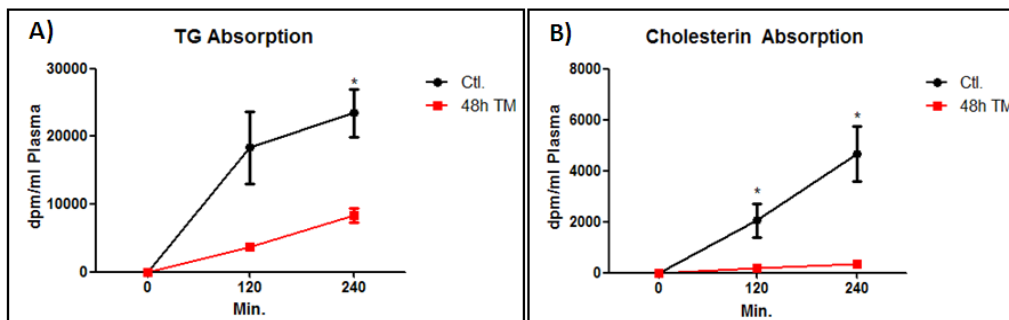 A)
TG Absorption
30000
20000
10000
0
dpm/ml Plasma
*
0 120 240
Min.
Ctl.
48h TM
B)
Cholesterin Absorption
8000
6000
4000
2000
0
dpm/ml Plasma
*
*
0 120 240
Min.
Ctl.
48h TM